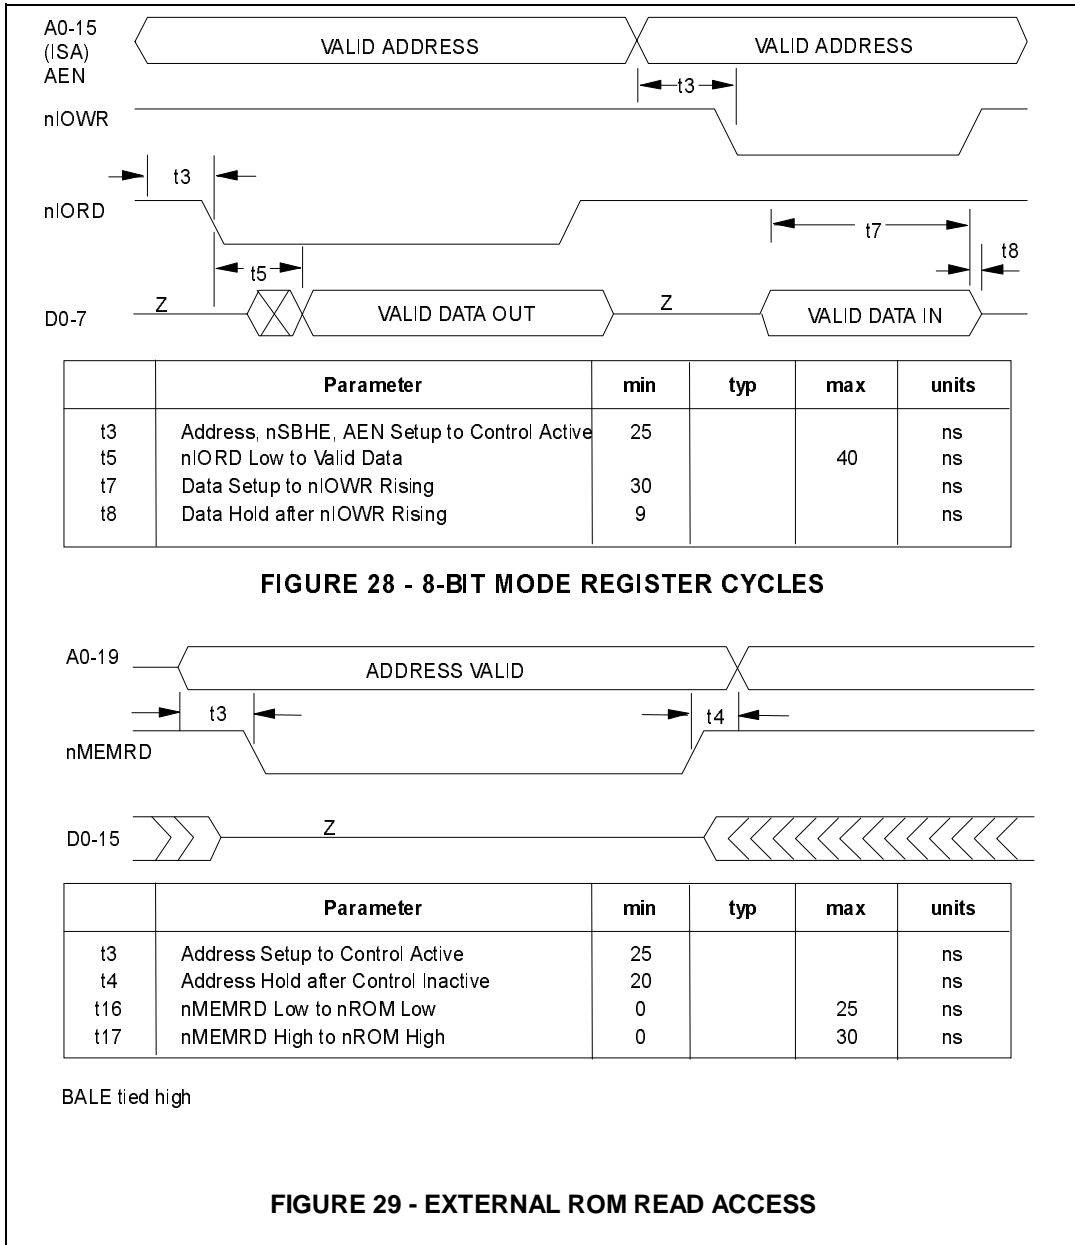 A0-15
(ISA)
AEN
VALID ADDRESS VALID ADDRESS
t3
nIOWR
t3
nIORD
t7
t8
t5
Z Z
D0-7
VALID DATA OUT VALID DATA IN
Parameter min typ max units
t3 Address, nSBHE, AEN Setup to Control Active 25 ns
t5 nIORD Low to Valid Data 40 ns
t7 Data Setup to nIOWR Rising 30 ns
t8 Data Hold after nIOWR Rising 9 ns
FIGURE 28 - 8-BIT MODE REGISTER CYCLES
A0-19
ADDRESS VALID
t3 t4
nMEMRD
Z
D0-15
Parameter min typ max units
t3 Address Setup to Control Active 25 ns
t4 Address Hold after Control Inactive 20 ns
t16 nMEMRD Low to nROM Low 0 25 ns
t17 nMEMRD High to nROM High 0 30 ns
BALE tied high
FIGURE 29 - EXTERNAL ROM READ ACCESS